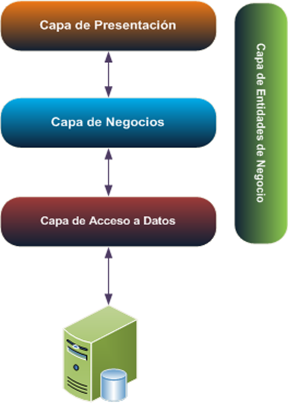 Capa de Presentación
Capa de Negocios
Capa de Acceso a Datos
Capa de Entidades de Negocio